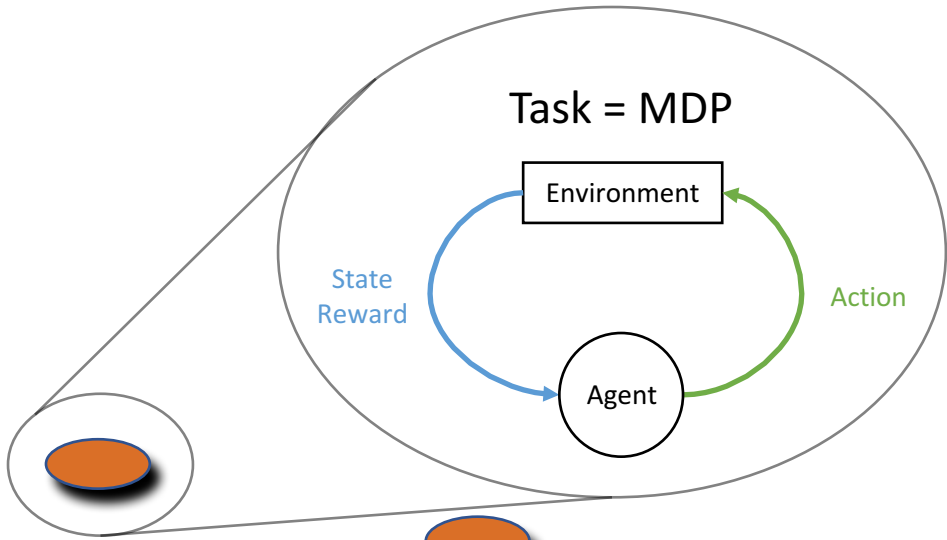 Task = MDP
Environment
State
Reward
Action
Agent